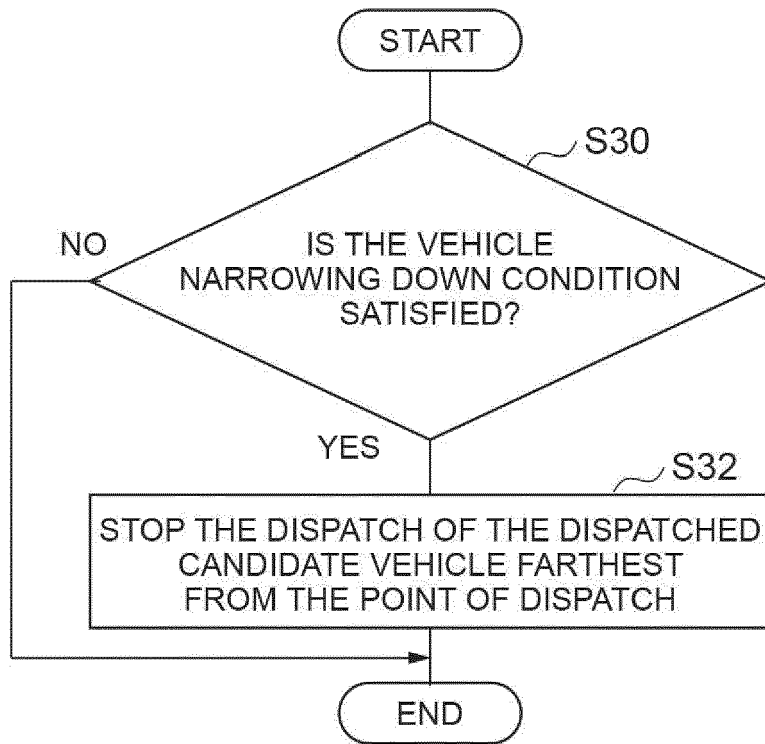 START
S30
NO
IS THE VEHICLE
NARROWING DOWN CONDITION
SATISFIED?
YES
S32
STOP THE DISPATCH OF THE DISPATCHED
CANDIDATE VEHICLE FARTHEST
FROM THE POINT OF DISPATCH
END